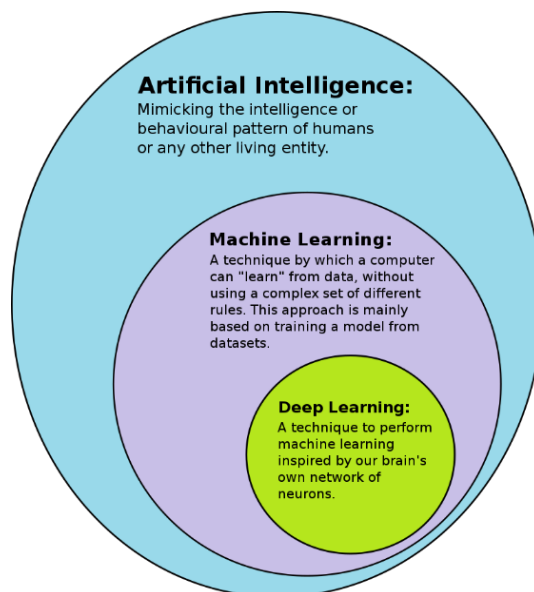 Artificial Intelligence:
Mimicking the intelligence or
behavioural pattern of humans
or any other living entity.
Machine Learning:
A technique by which a computer
can "learn" from data, without
using a complex set of different
rules. This approach is mainly
based on training a model from
datasets.
Deep Learning:
A technique to perform
machine learning
inspired by our brain's
own network of
neurons.